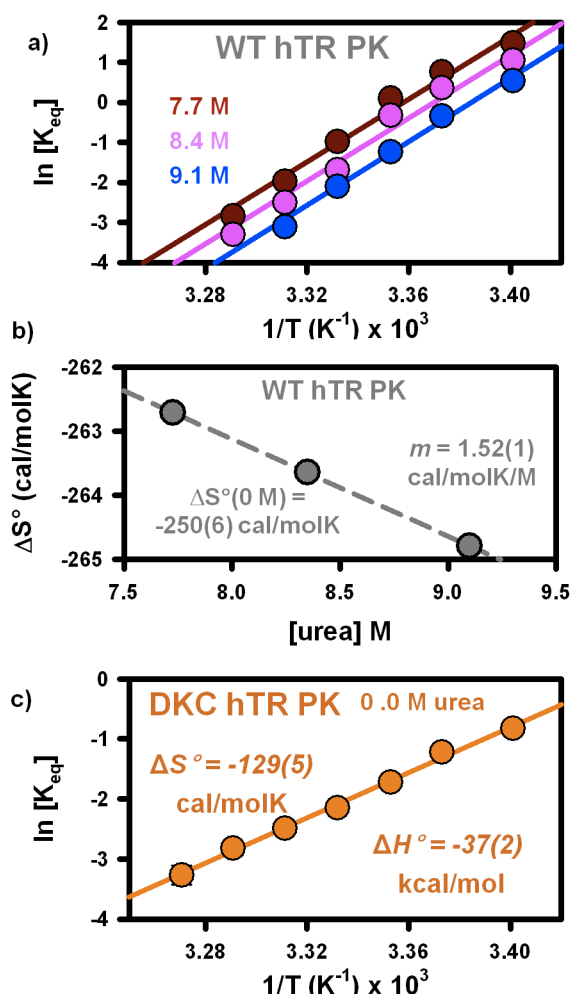 a)
WT hTR PK
7.7 M
8.4 M
9.1 M
ln [Keq]
2
1
0
-1
-2
-3
-4
3.28 3.32 3.36 3.40
1/T (K-1) x 103
b)
WT hTR PK
ΔS° (cal/molK)
-262
-263
-264
-265
m = 1.52(1)
cal/molK/M
ΔS°(0 M) =
-250(6) cal/molK
7.5 8.0 8.5 9.0 9.5
[urea] M
c)
DKC hTR PK 0 .0 M urea
ΔS° = -129(5)
cal/molK
ΔH° = -37(2)
kcal/mol
ln [Keq]
0
-1
-2
-3
-4
3.28 3.32 3.36 3.40
1/T (K-1) x 103